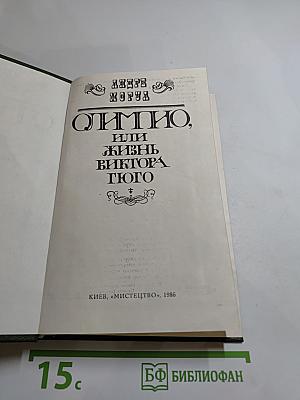 АНДРЕ
МОРУА
ОЛИМПИО,
ИЛИ
ЖИЗНЬ
ВИКТОРА
ГЮГО
КИЕВ, «МИСТЕЦТВО», 1986
15с
БФ БИБЛИОФАН